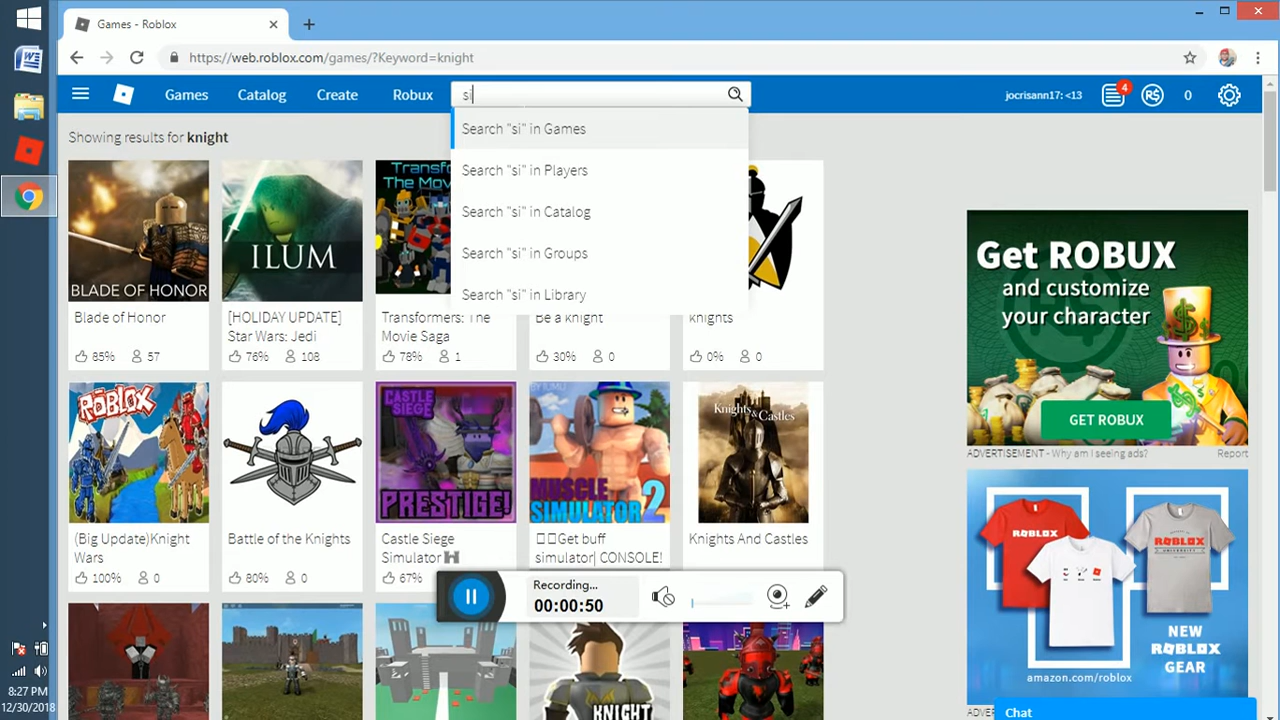 Games - Roblox
https://web.roblox.com/games/?Keyword=knight
Games
Catalog
Create
Robux
si
jocrisann17: <13
4
0
Showing results for knight
Search "si" in Games
Search "si" in Players
Search "si" in Catalog
Search "si" in Groups
Search "si" in Library
BLADE OF HONOR
ILUM
Transfor
The Mov
Blade of Honor
[HOLIDAY UPDATE]
Star Wars: Jedi
Transformers: The
Movie Saga
Be a knight
knights
85% 57
76% 108
78% 1
30% 0
0% 0
Get ROBUX
and customize
your character
GET ROBUX
ADVERTISEMENT - Why am I seeing ads?
Report
ROBLOX
CASTLE
SIEGE
PRESTIGE!
MUSCLE
SIMULATOR 2
Knights & Castles
(Big Update)Knight
Wars
Battle of the Knights
Castle Siege
Simulator
Get buff
simulator| CONSOLE!
Knights And Castles
100% 0
80% 0
67%
Recording...
00:00:50
KNIGHT
ROBLOX
ROBLOX
NEW
ROBLOX
GEAR
amazon.com/roblox
Chat
8:27 PM
12/30/2018